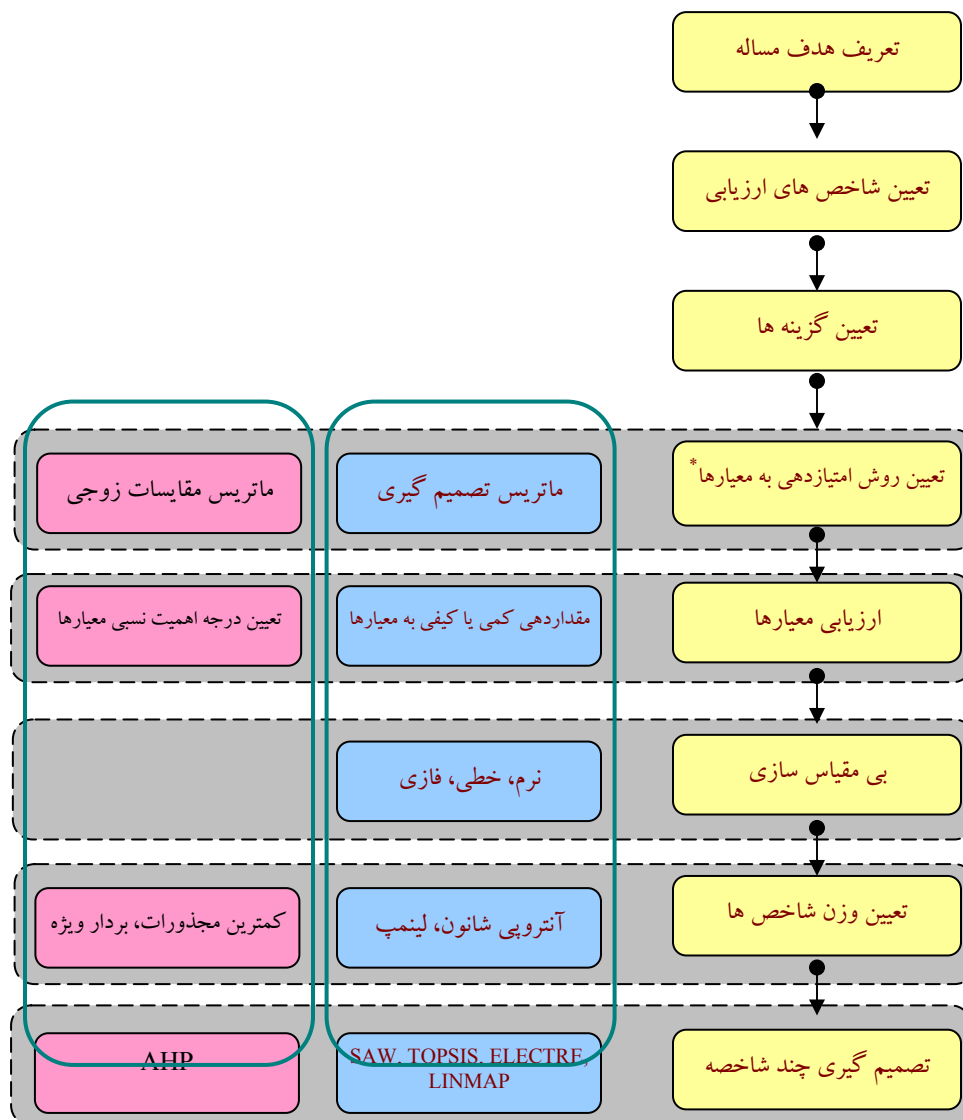 تعریف هدف مساله
تعیین شاخص های ارزیابی
تعیین گزینه ها
تعیین روش امتیازدهی به معیارها*
ماتریس تصمیم گیری
ماتریس مقایسات زوجی
ارزیابی معیارها
مقداردهی کمی یا کیفی به معیارها
تعیین درجه اهمیت نسبی معیارها
بی مقیاس سازی
نرم، خطی، فازی
تعیین وزن شاخص ها
آنتروپی شانون، لینمپ
کمترین مجذورات، بردار ویژه
تصمیم گیری چند شاخصه
SAW, TOPSIS, ELECTRE,
LINMAP
AHP